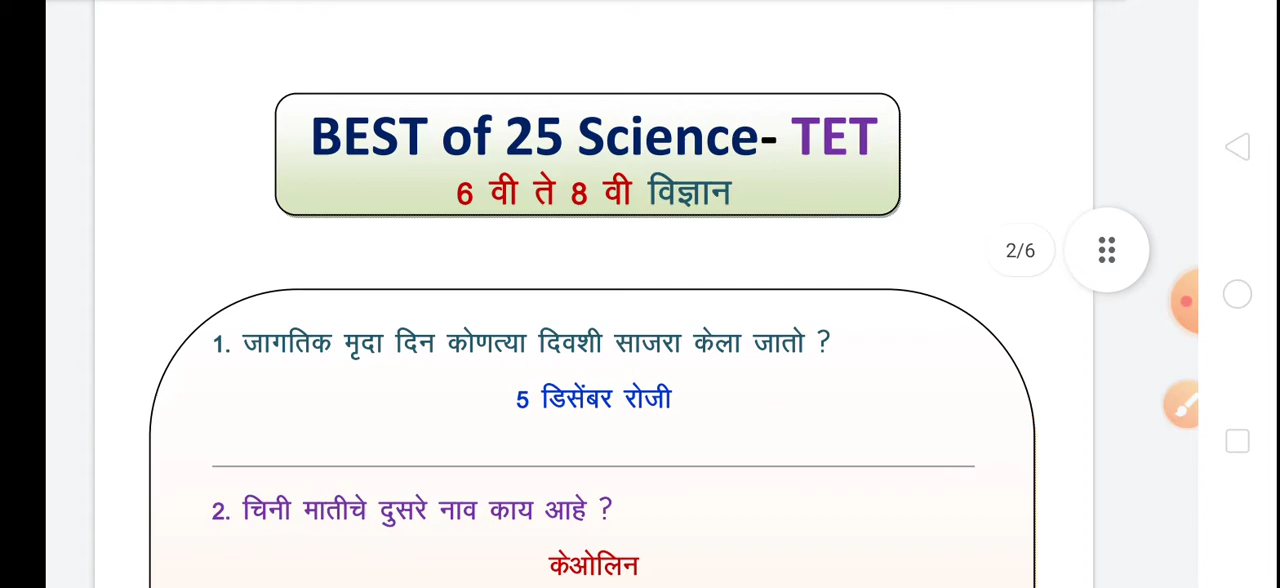 BEST of 25 Science- TET
6 वी ते 8 वी विज्ञान
2/6
1. जागतिक मृदा दिन कोणत्या दिवशी साजरा केला जातो ?
5 डिसेंबर रोजी
2. चिनी मातीचे दुसरे नाव काय आहे ?
केओलिन